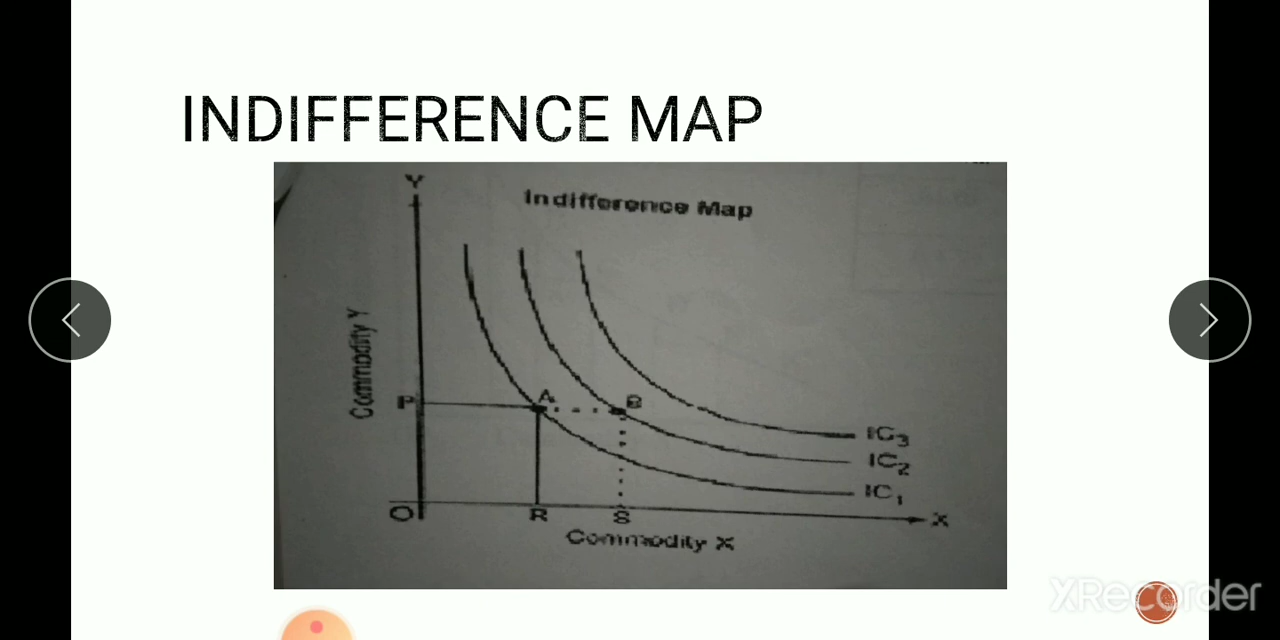 INDIFFERENCE MAP
Indifference Map
Y
Commodity Y
P
A
B
IC3
IC2
IC1
O
R
S
X
Commodity X
XRecorder